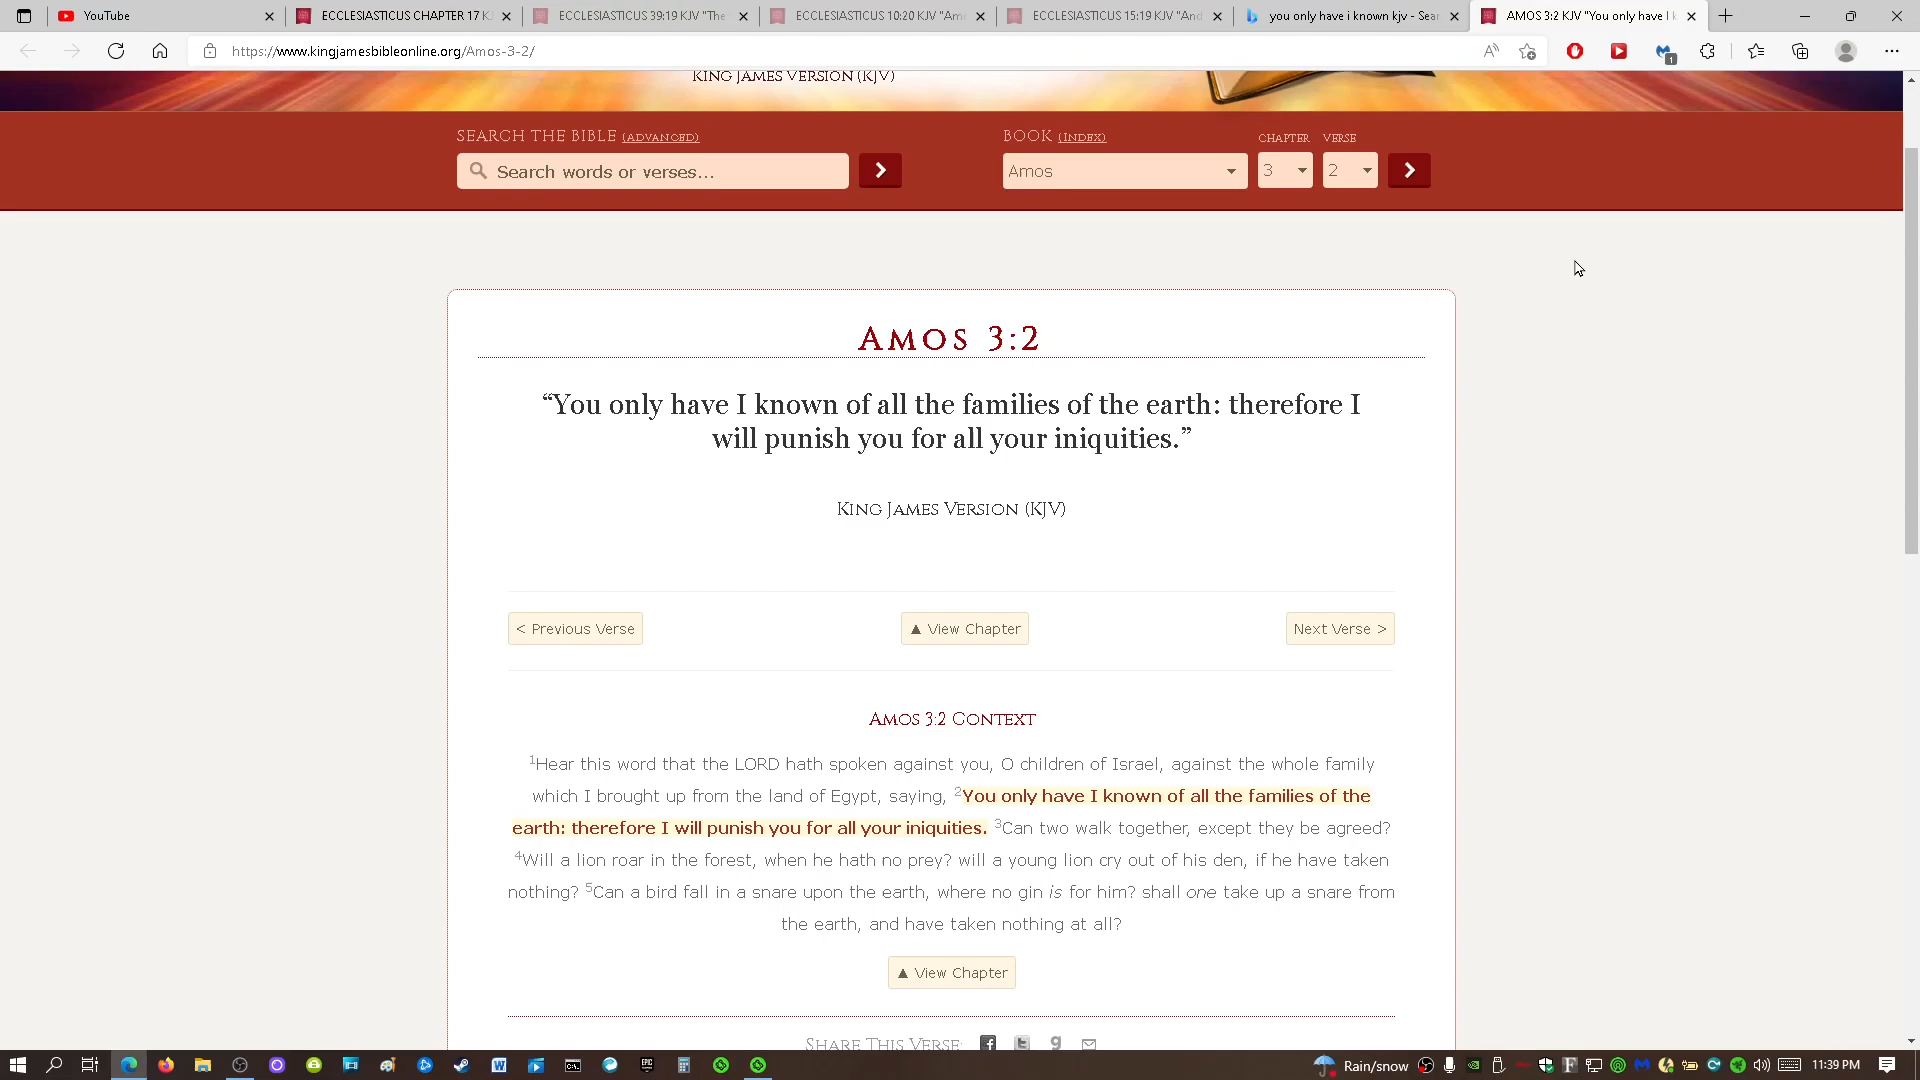 YouTube
ECCLESIASTICUS CHAPTER 17 K
ECCLESIASTICUS 39:19 KJV "The
ECCLESIASTICUS 10:20 KJV "Am
ECCLESIASTICUS 15:19 KJV "And
you only have i known kjv - Sear
AMOS 3:2 KJV "You only have I k
https://www.kingjamesbibleonline.org/Amos-3-2/
1
King James Version (KJV)
Search the Bible (Advanced)
Book (Index)
Chapter
Verse
Search words or verses...
Amos
3
2
Amos 3:2
“You only have I known of all the families of the earth: therefore I
will punish you for all your iniquities.”
King James Version (KJV)
< Previous Verse
▲ View Chapter
Next Verse >
Amos 3:2 Context
1Hear this word that the LORD hath spoken against you, O children of Israel, against the whole family
which I brought up from the land of Egypt, saying, 2You only have I known of all the families of the
earth: therefore I will punish you for all your iniquities. 3Can two walk together, except they be agreed?
4Will a lion roar in the forest, when he hath no prey? will a young lion cry out of his den, if he have taken
nothing? 5Can a bird fall in a snare upon the earth, where no gin is for him? shall one take up a snare from
the earth, and have taken nothing at all?
▲ View Chapter
Share This Verse:
Rain/snow
11:39 PM